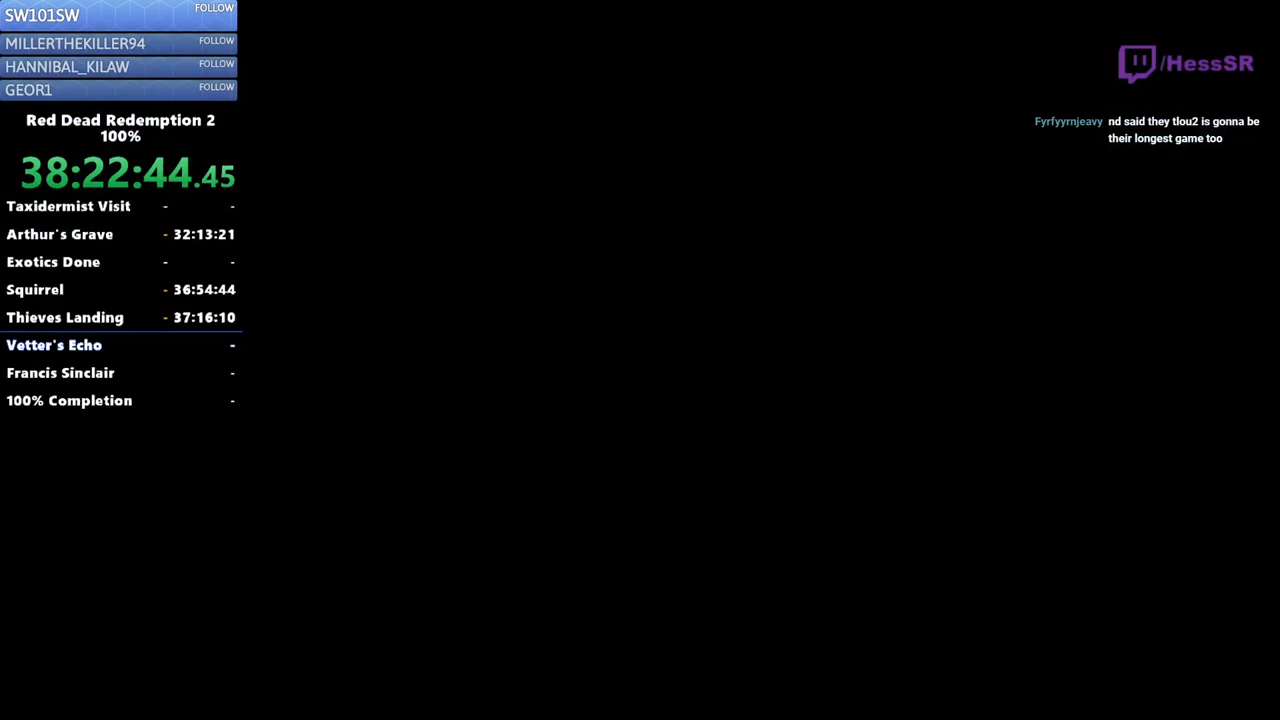 SW101SW FOLLOW
MILLERTHEKILLER94 FOLLOW
HANNIBAL_KILAW FOLLOW
GEOR1 FOLLOW
Red Dead Redemption 2
100%
38:22:44.45
Taxidermist Visit - -
Arthur's Grave - 32:13:21
Exotics Done - -
Squirrel - 36:54:44
Thieves Landing - 37:16:10
Vetter's Echo -
Francis Sinclair -
100% Completion -
/HessSR
Fyrfyyrnjeavy nd said they tlou2 is gonna be
their longest game too